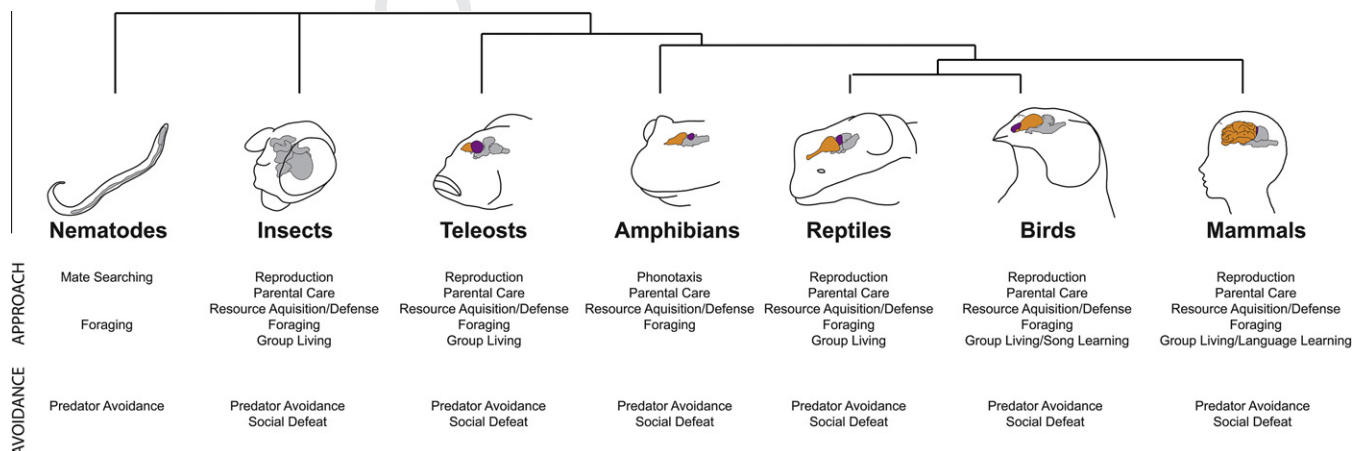 Nematodes Insects Teleosts Amphibians Reptiles Birds Mammals
APPROACH
Mate Searching Reproduction Reproduction Phonotaxis Reproduction Reproduction Reproduction
Parental Care Parental Care Parental Care Parental Care Parental Care Parental Care
Resource Aquisition/Defense Resource Aquisition/Defense Resource Aquisition/Defense Resource Aquisition/Defense Resource Aquisition/Defense Resource Aquisition/Defense
Foraging Foraging Foraging Foraging Foraging Foraging Foraging
Group Living Group Living Group Living Group Living/Song Learning Group Living/Language Learning
AVOIDANCE
Predator Avoidance Predator Avoidance Predator Avoidance Predator Avoidance Predator Avoidance Predator Avoidance Predator Avoidance
Social Defeat Social Defeat Social Defeat Social Defeat Social Defeat Social Defeat